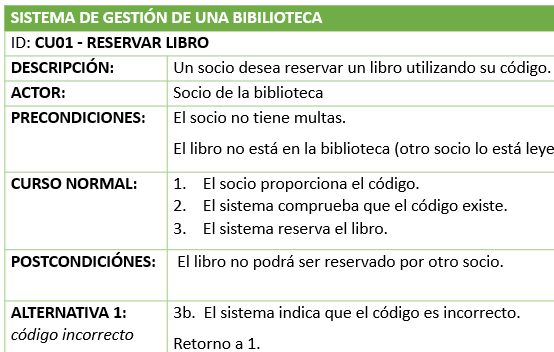 SISTEMA DE GESTIÓN DE UNA BIBILIOTECA
ID: CU01 - RESERVAR LIBRO
DESCRIPCIÓN: Un socio desea reservar un libro utilizando su código.
ACTOR: Socio de la biblioteca
PRECONDICIONES: El socio no tiene multas.
El libro no está en la biblioteca (otro socio lo está leye
CURSO NORMAL: 1. El socio proporciona el código.
2. El sistema comprueba que el código existe.
3. El sistema reserva el libro.
POSTCONDICIÓNES: El libro no podrá ser reservado por otro socio.
ALTERNATIVA 1: 3b. El sistema indica que el código es incorrecto.
código incorrecto
Retorno a 1.